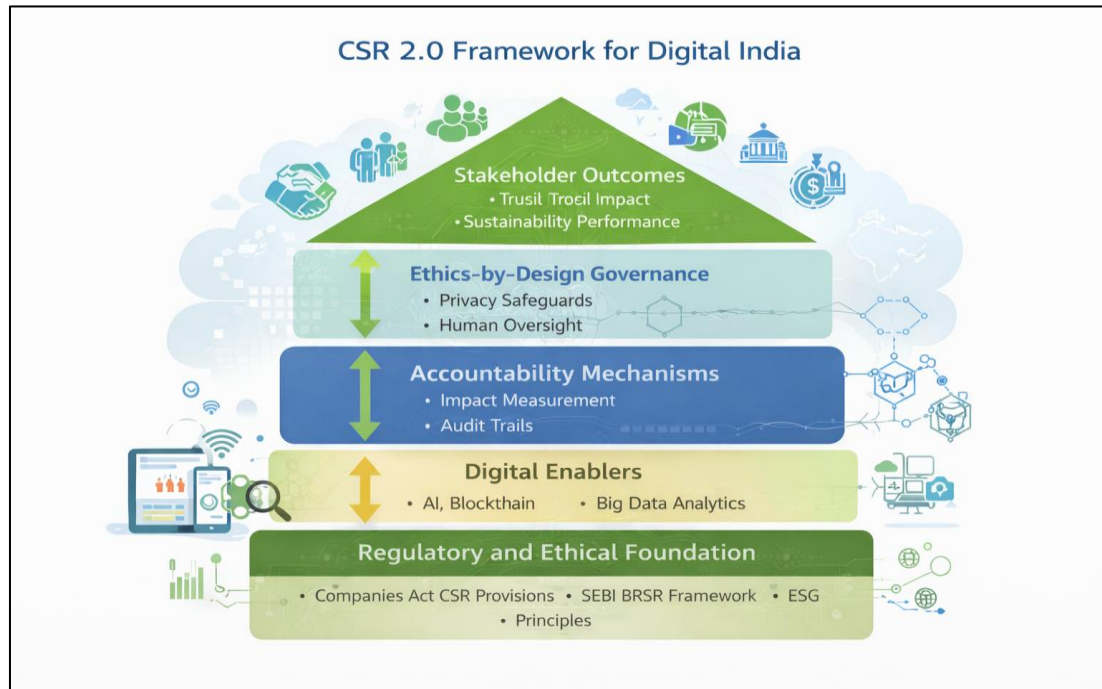 CSR 2.0 Framework for Digital India
Stakeholder Outcomes
• Trusil Trocil Impact
• Sustainability Performance
Ethics-by-Design Governance
• Privacy Safeguards
• Human Oversight
Accountability Mechanisms
• Impact Measurement
• Audit Trails
Digital Enablers
• AI, Blockthain • Big Data Analytics
Regulatory and Ethical Foundation
• Companies Act CSR Provisions • SEBI BRSR Framework • ESG
• Principles